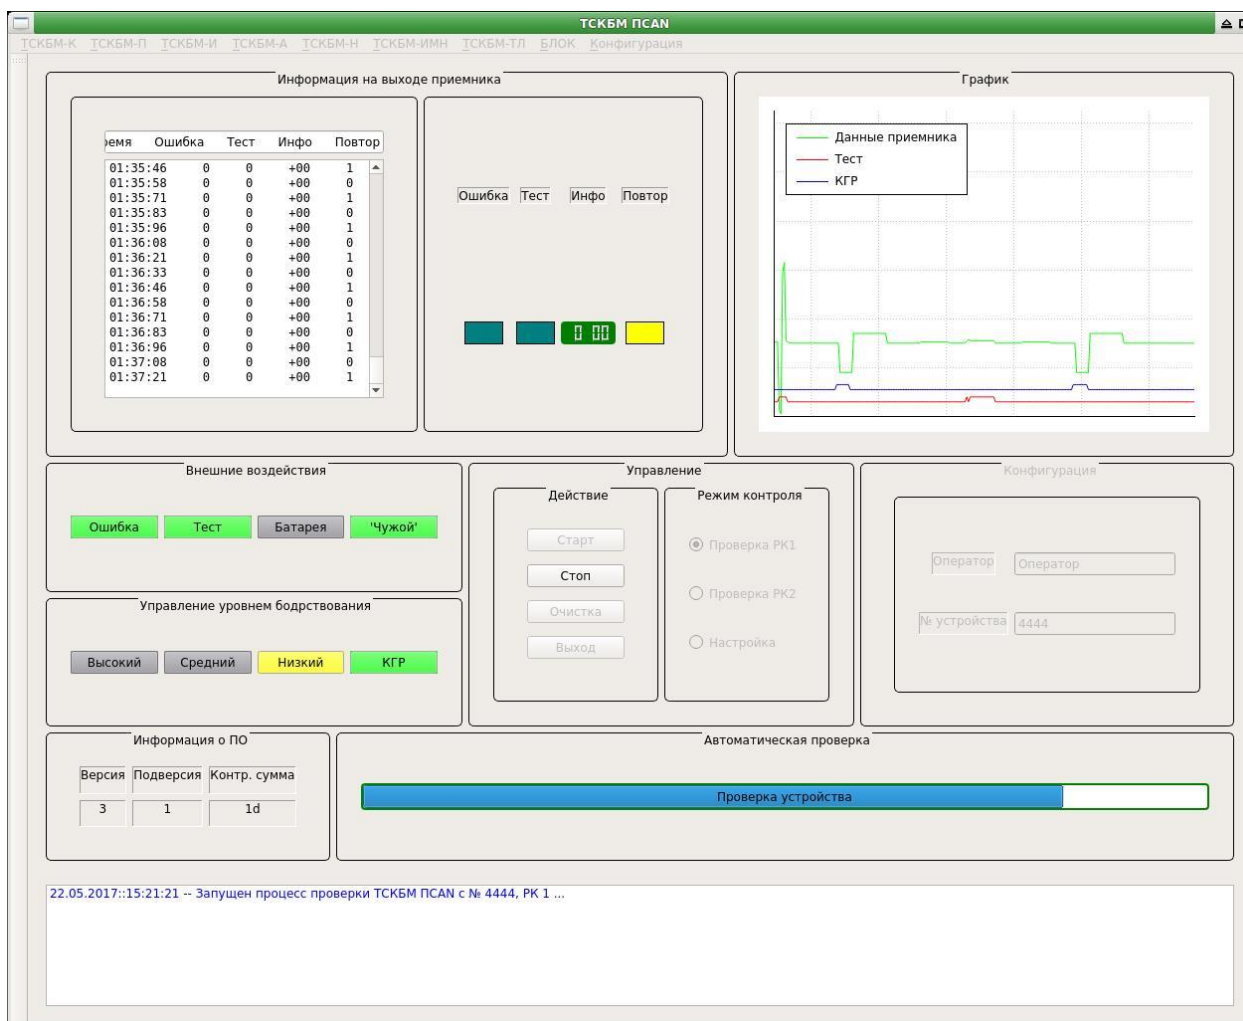 ТСКБМ ПСАN
ТСКБМ-К ТСКБМ-П ТСКБМ-И ТСКБМ-А ТСКБМ-Н ТСКБМ-ИМН ТСКБМ-ТЛ БЛОК Конфигурация
Информация на выходе приемника
емя Ошибка Тест Инфо Повтор
01:35:46 0 0 +00 1
01:35:58 0 0 +00 0
01:35:71 0 0 +00 1
01:35:83 0 0 +00 0
01:35:96 0 0 +00 1
01:36:08 0 0 +00 0
01:36:21 0 0 +00 1
01:36:33 0 0 +00 0
01:36:46 0 0 +00 1
01:36:58 0 0 +00 0
01:36:71 0 0 +00 1
01:36:83 0 0 +00 0
01:36:96 0 0 +00 1
01:37:08 0 0 +00 0
01:37:21 0 0 +00 1
Ошибка Тест Инфо Повтор
0 00
График
Данные приемника
Тест
КГР
Внешние воздействия
Ошибка Тест Батарея 'Чужой'
Управление уровнем бодрствования
Высокий Средний Низкий КГР
Управление
Действие
Старт
Стоп
Очистка
Выход
Режим контроля
Проверка РК1
Проверка РК2
Настройка
Конфигурация
Оператор Оператор
№ устройства 4444
Информация о ПО
Версия Подверсия Контр. сумма
3 1 1d
Автоматическая проверка
Проверка устройства
22.05.2017::15:21:21 -- Запущен процесс проверки ТСКБМ ПСАN с № 4444, РК 1 ...